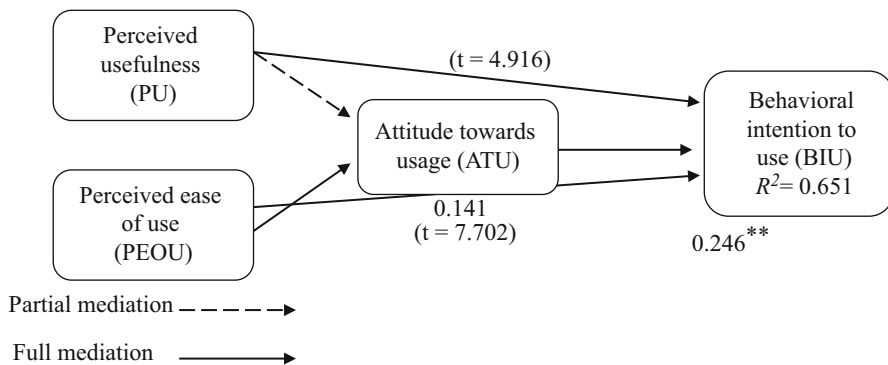 Perceived
usefulness
(PU)
(t = 4.916)
Attitude towards
usage (ATU)
Behavioral
intention to
use (BIU)
R² = 0.651
Perceived ease
of use
(PEOU)
0.141
(t = 7.702)
0.246**
Partial mediation
Full mediation